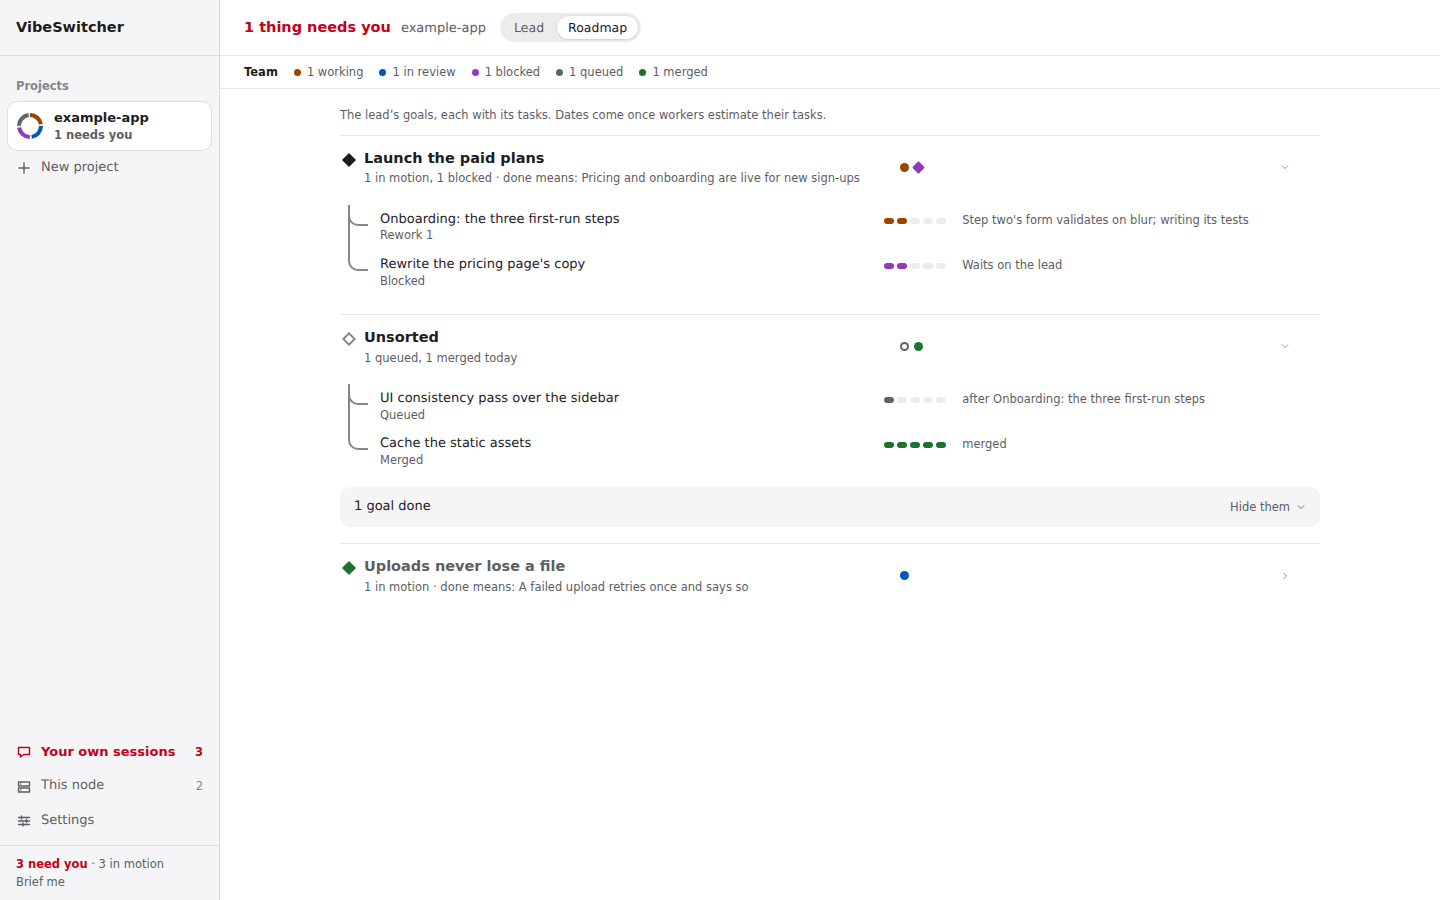 VibeSwitcher
Projects
example-app
1 needs you
New project
Your own sessions 3
This node 2
Settings
3 need you · 3 in motion
Brief me
1 thing needs you example-app Lead Roadmap
Team 1 working 1 in review 1 blocked 1 queued 1 merged
The lead’s goals, each with its tasks. Dates come once workers estimate their tasks.
Launch the paid plans
1 in motion, 1 blocked · done means: Pricing and onboarding are live for new sign-ups
Onboarding: the three first-run steps
Rework 1
Step two's form validates on blur; writing its tests
Rewrite the pricing page's copy
Blocked
Waits on the lead
Unsorted
1 queued, 1 merged today
UI consistency pass over the sidebar
Queued
after Onboarding: the three first-run steps
Cache the static assets
Merged
merged
1 goal done Hide them
Uploads never lose a file
1 in motion · done means: A failed upload retries once and says so